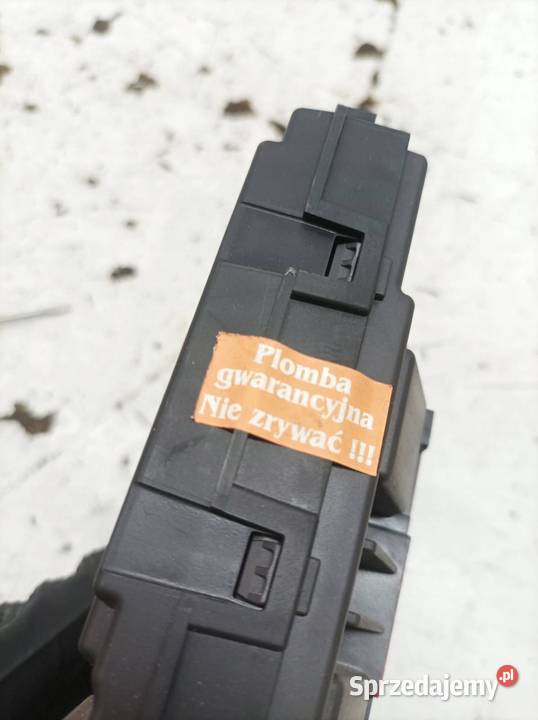 Plomba
gwarancyjna
Nie zrywać !!!
Sprzedajemy.pl